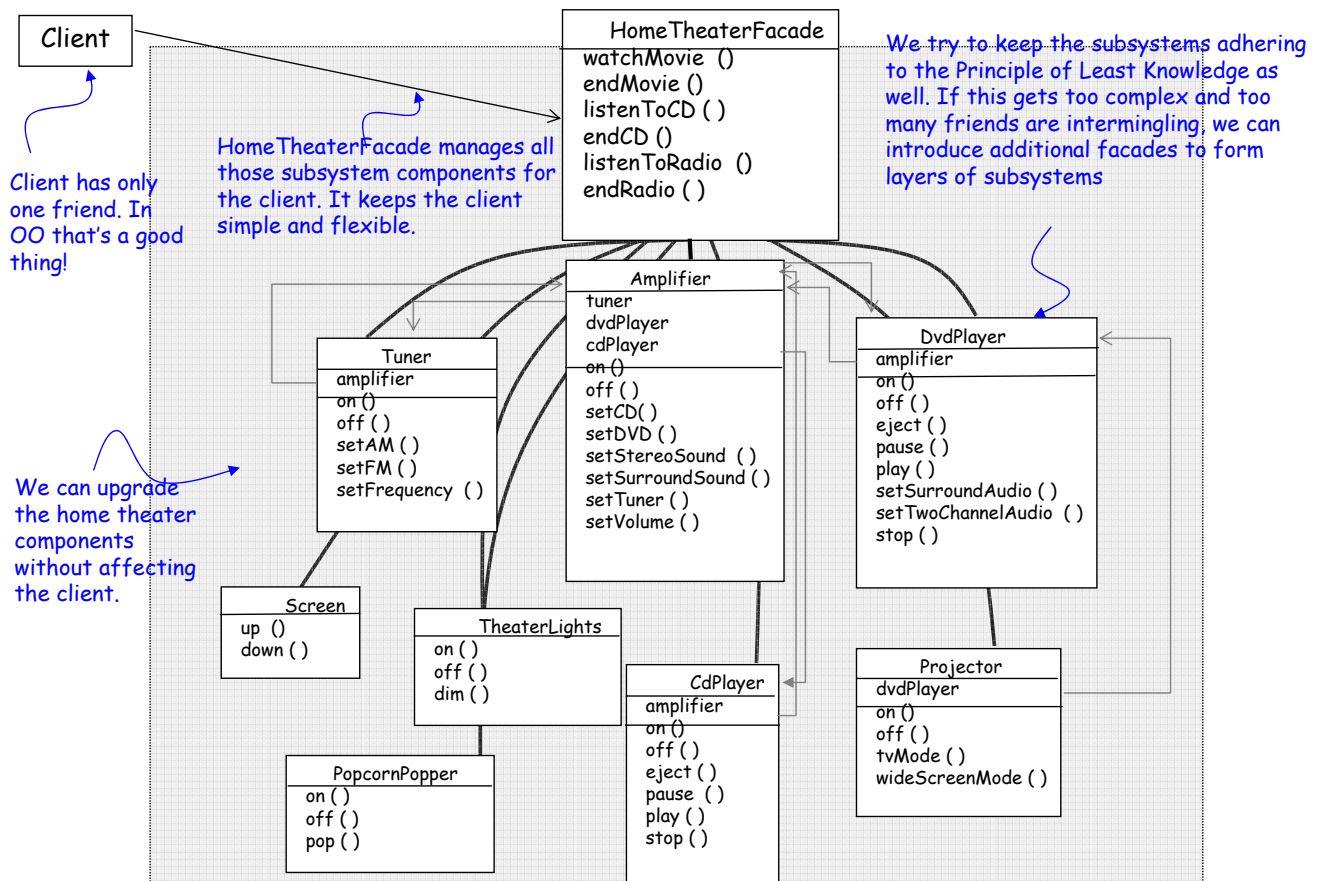 Client
HomeTheaterFacade
watchMovie ()
endMovie ()
listenToCD ( )
endCD ()
listenToRadio ()
endRadio ( )
We try to keep the subsystems adhering
to the Principle of Least Knowledge as
well. If this gets too complex and too
many friends are intermingling, we can
introduce additional facades to form
layers of subsystems
HomeTheaterFacade manages all
those subsystem components for
the client. It keeps the client
simple and flexible.
Client has only
one friend. In
OO that's a good
thing!
Amplifier
tuner
dvdPlayer
cdPlayer
on ()
off ( )
setCD( )
setDVD ( )
setStereoSound ( )
setSurroundSound ( )
setTuner ( )
setVolume ( )
DvdPlayer
amplifier
on ()
off ( )
eject ( )
pause ( )
play ( )
setSurroundAudio ( )
setTwoChannelAudio ( )
stop ( )
Tuner
amplifier
on ()
off ( )
setAM ( )
setFM ( )
setFrequency ( )
We can upgrade
the home theater
components
without affecting
the client.
Screen
up ()
down ( )
TheaterLights
on ( )
off ( )
dim ( )
CdPlayer
amplifier
on ()
off ( )
eject ( )
pause ( )
play ( )
stop ( )
Projector
dvdPlayer
on ()
off ( )
tvMode ( )
wideScreenMode ( )
PopcornPopper
on ( )
off ( )
pop ( )